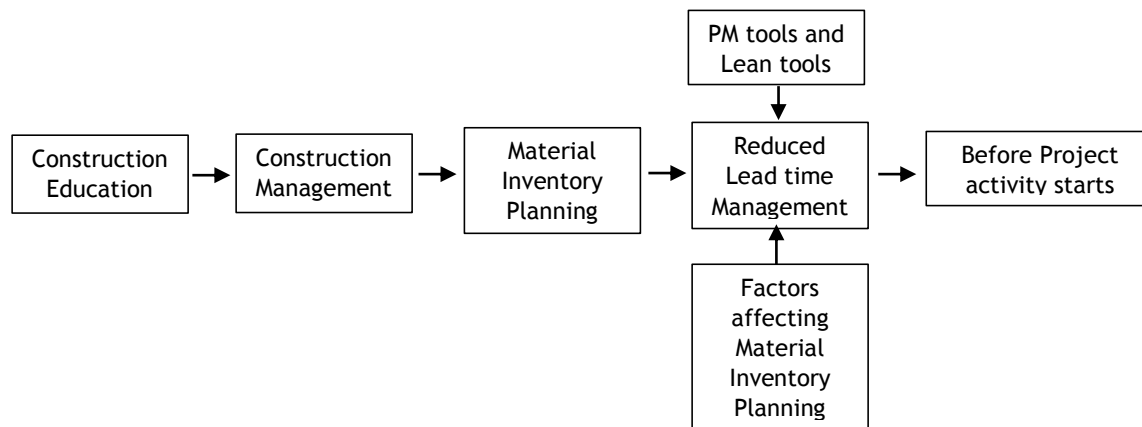 PM tools and
Lean tools
Construction
Education
Construction
Management
Material
Inventory
Planning
Reduced
Lead time
Management
Before Project
activity starts
Factors
affecting
Material
Inventory
Planning